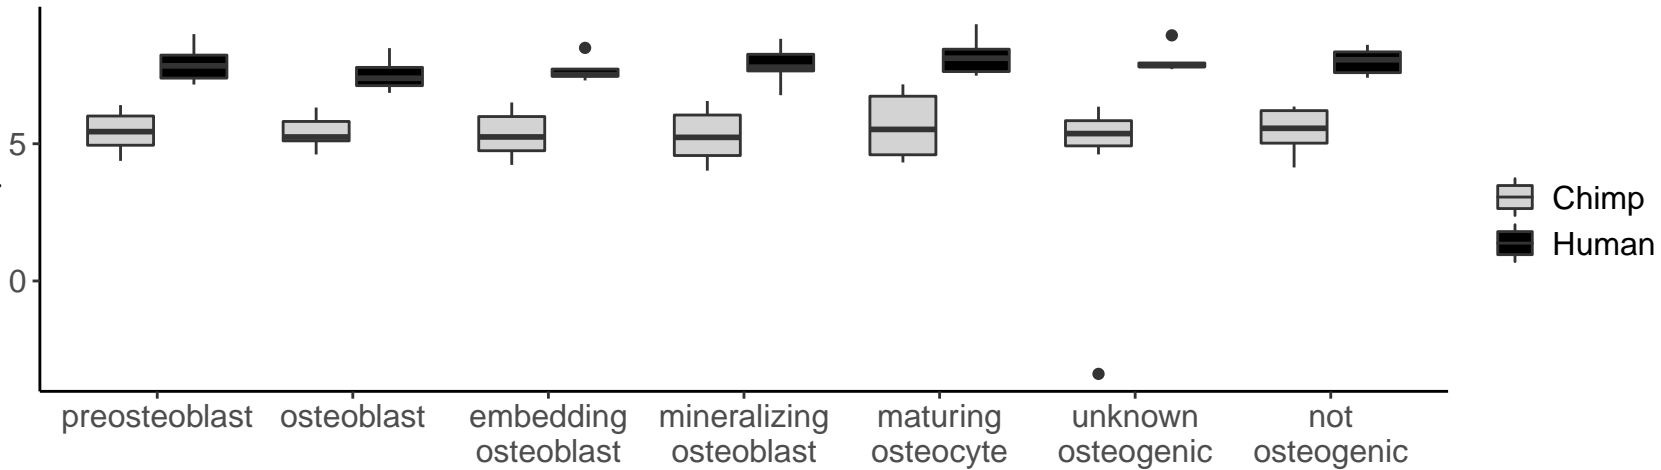 5
0
preosteoblast
osteoblast
embedding
osteoblast
mineralizing
osteoblast
maturing
osteocyte
unknown
osteogenic
not
osteogenic
Chimp
Human